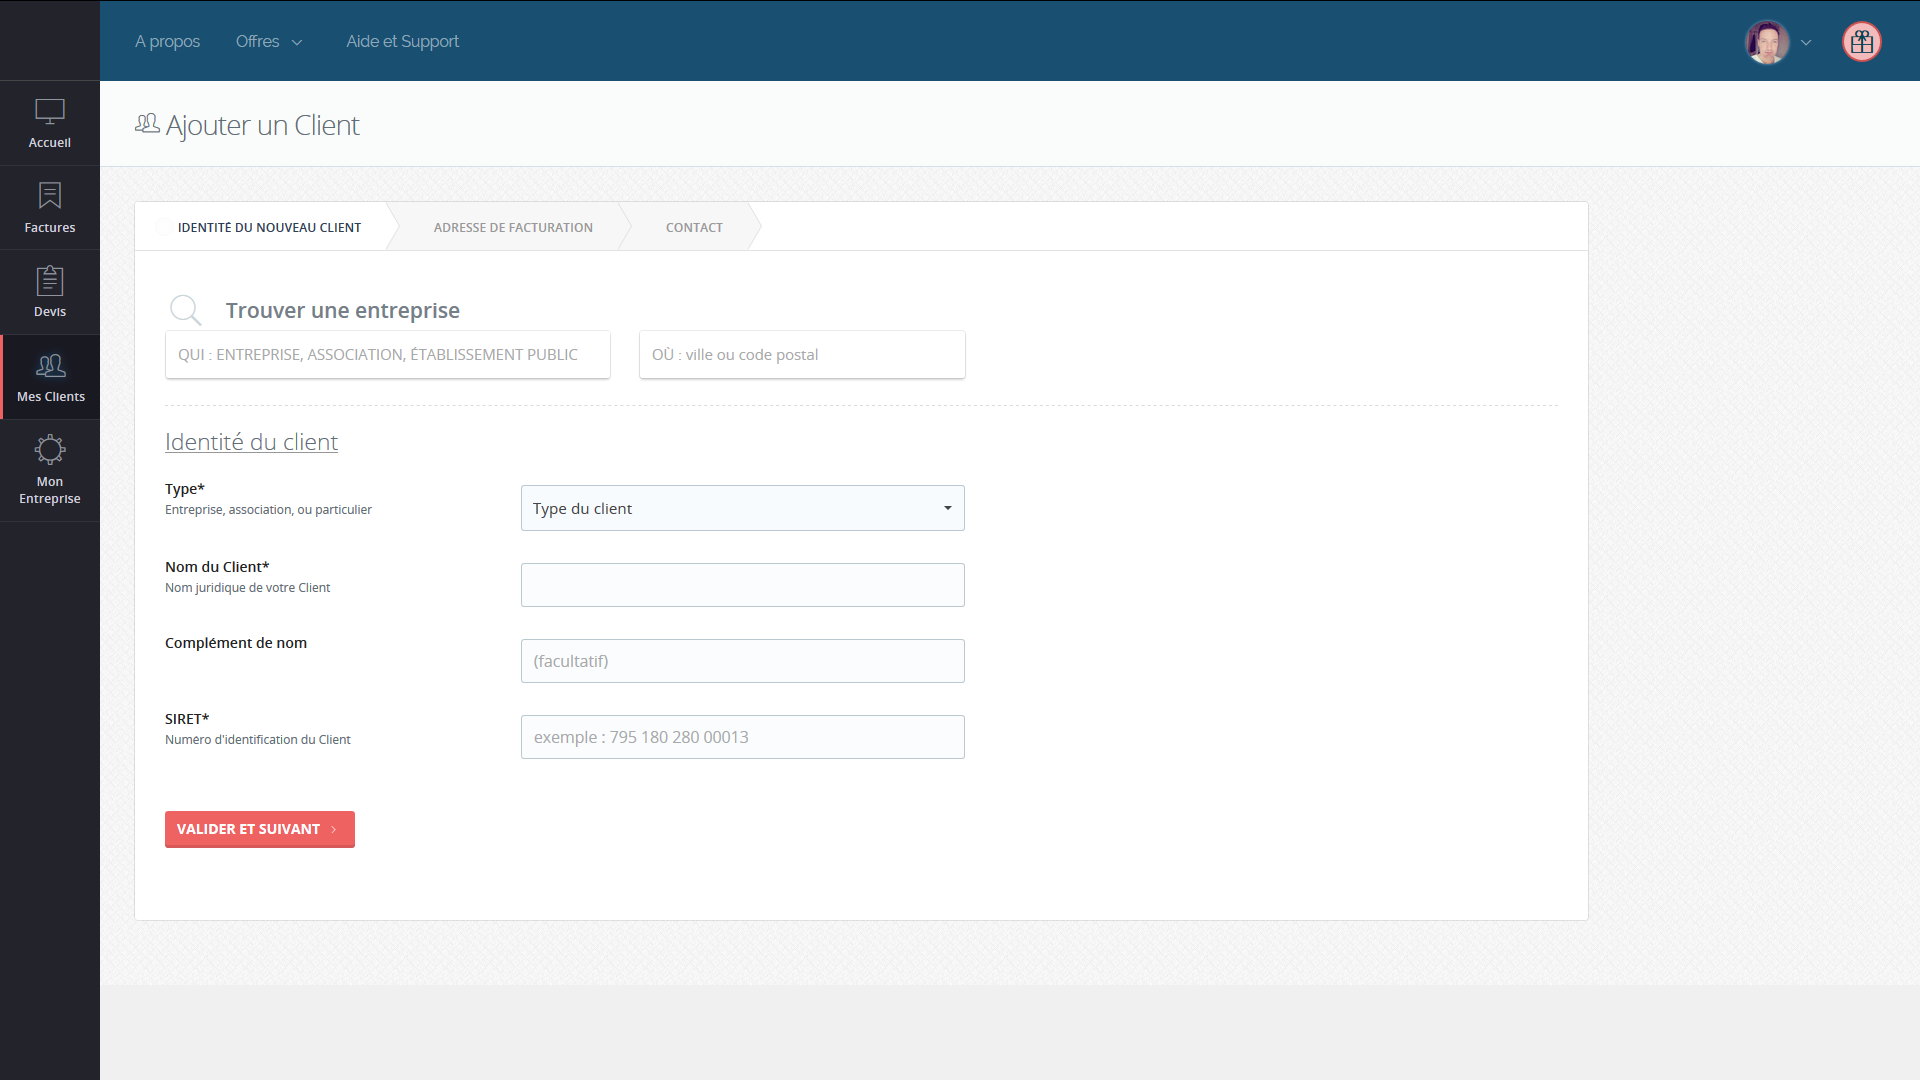 A propos
Offres
Aide et Support
Accueil
Factures
Devis
Mes Clients
Mon
Entreprise
Ajouter un Client
IDENTITÉ DU NOUVEAU CLIENT
ADRESSE DE FACTURATION
CONTACT
Trouver une entreprise
QUI : ENTREPRISE, ASSOCIATION, ÉTABLISSEMENT PUBLIC
OÙ : ville ou code postal
Identité du client
Type*
Entreprise, association, ou particulier
Type du client
Nom du Client*
Nom juridique de votre Client
Complément de nom
(facultatif)
SIRET*
Numéro d'identification du Client
exemple : 795 180 280 00013
VALIDER ET SUIVANT